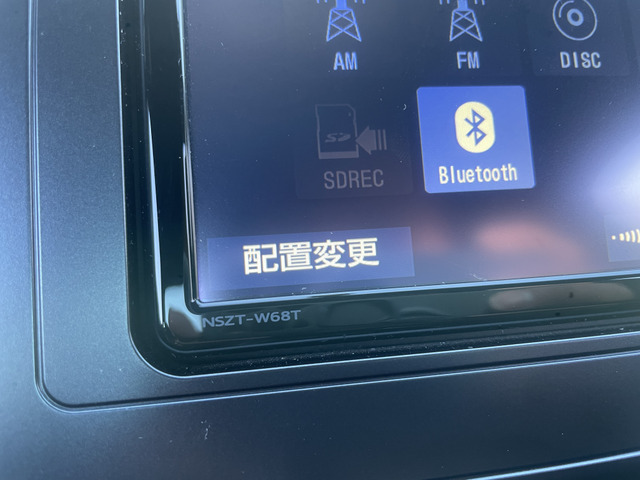 AM FM DISC
SDREC Bluetooth
配置変更
NSZT-W68T